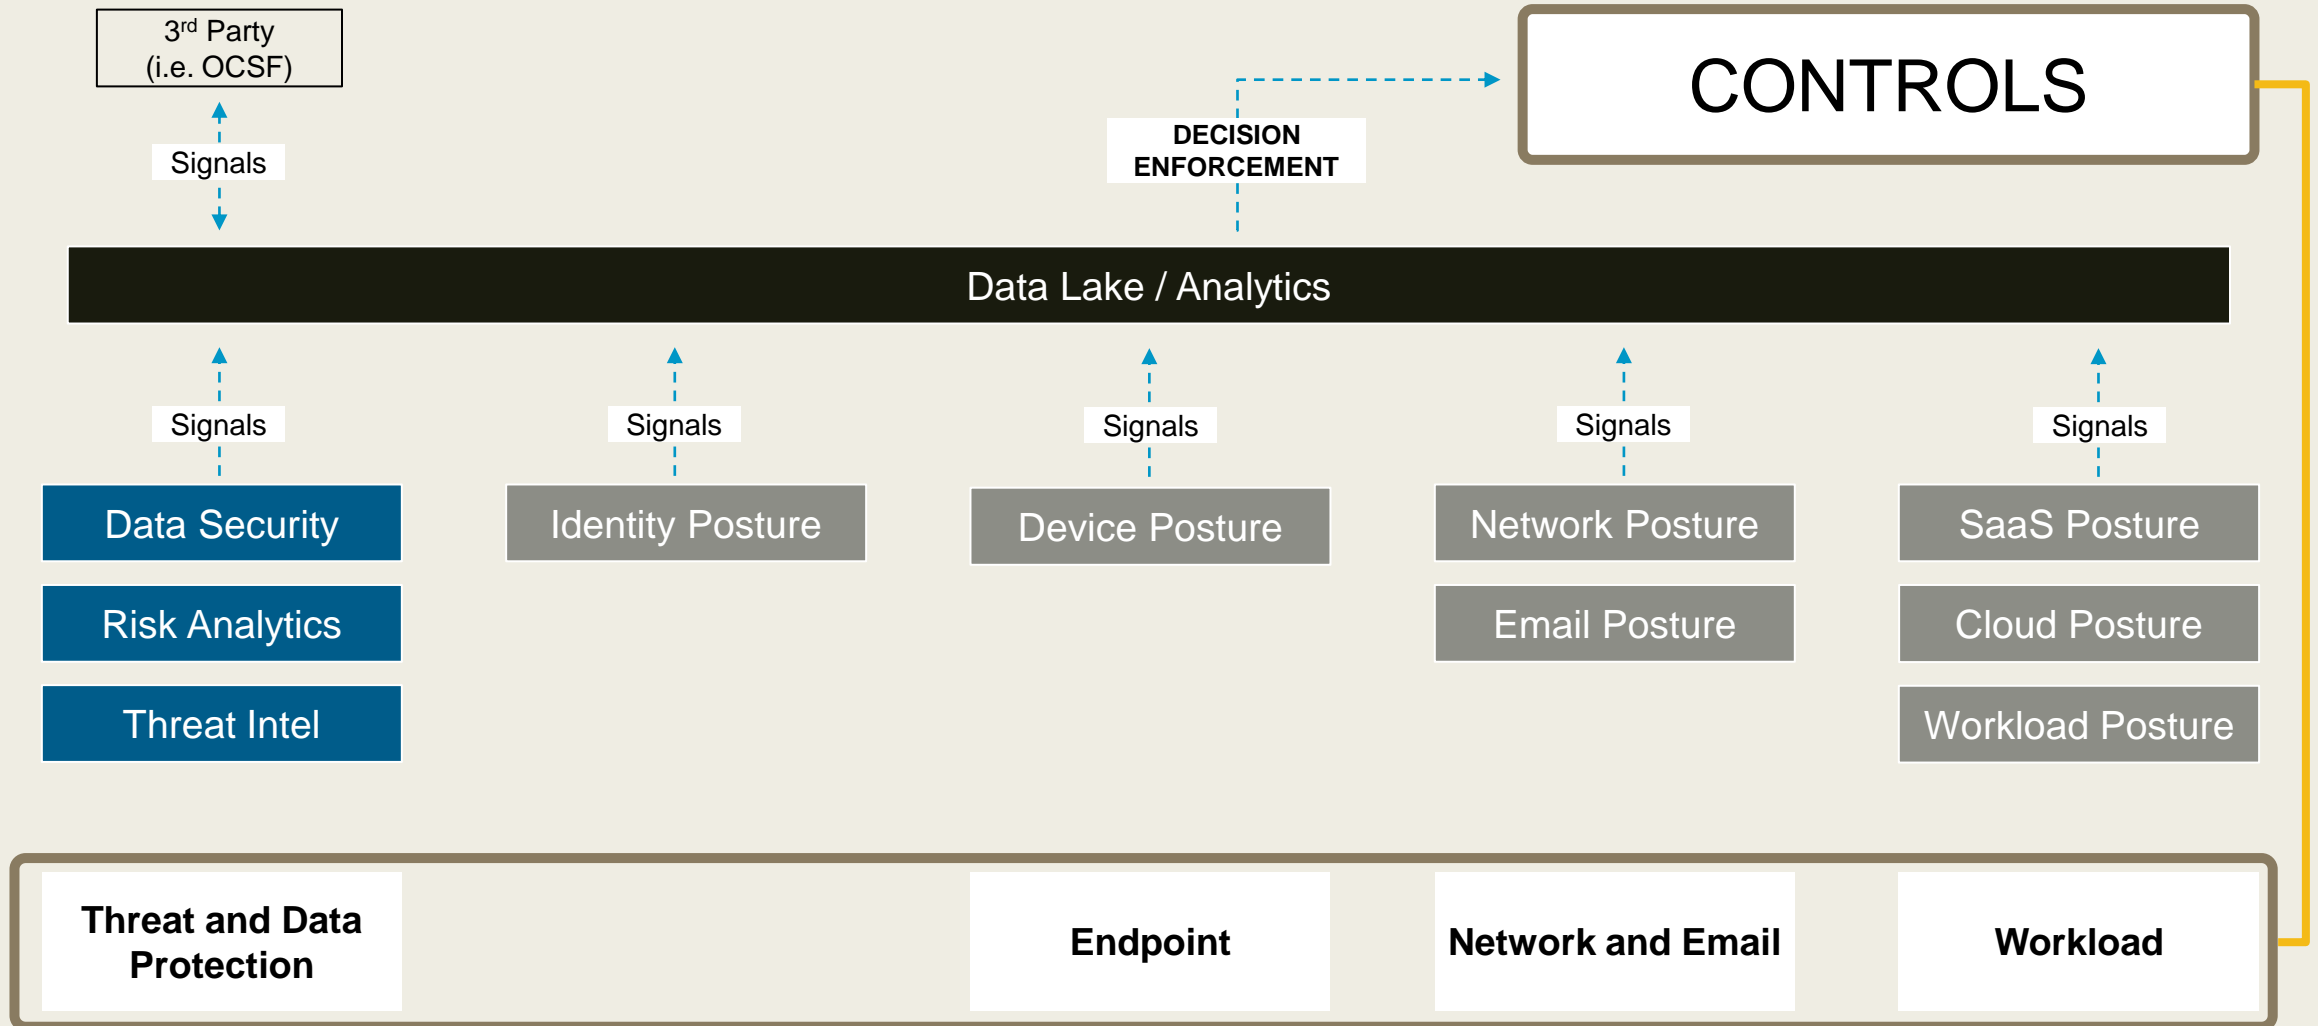 3rd Party
(i.e. OCSF)
CONTROLS
Signals
DECISION
ENFORCEMENT
Data Lake / Analytics
Signals
Signals
Signals
Signals
Signals
Data Security
Identity Posture
Device Posture
Network Posture
SaaS Posture
Risk Analytics
Email Posture
Cloud Posture
Threat Intel
Workload Posture
Threat and Data
Protection
Endpoint
Network and Email
Workload